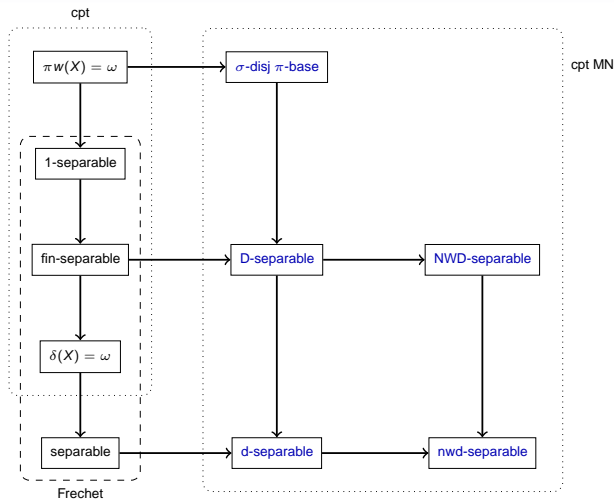 cpt
πw(X) = ω
σ-disj π-base
cpt MN
1-separable
fin-separable
D-separable
NWD-separable
δ(X) = ω
separable
d-separable
nwd-separable
Frechet